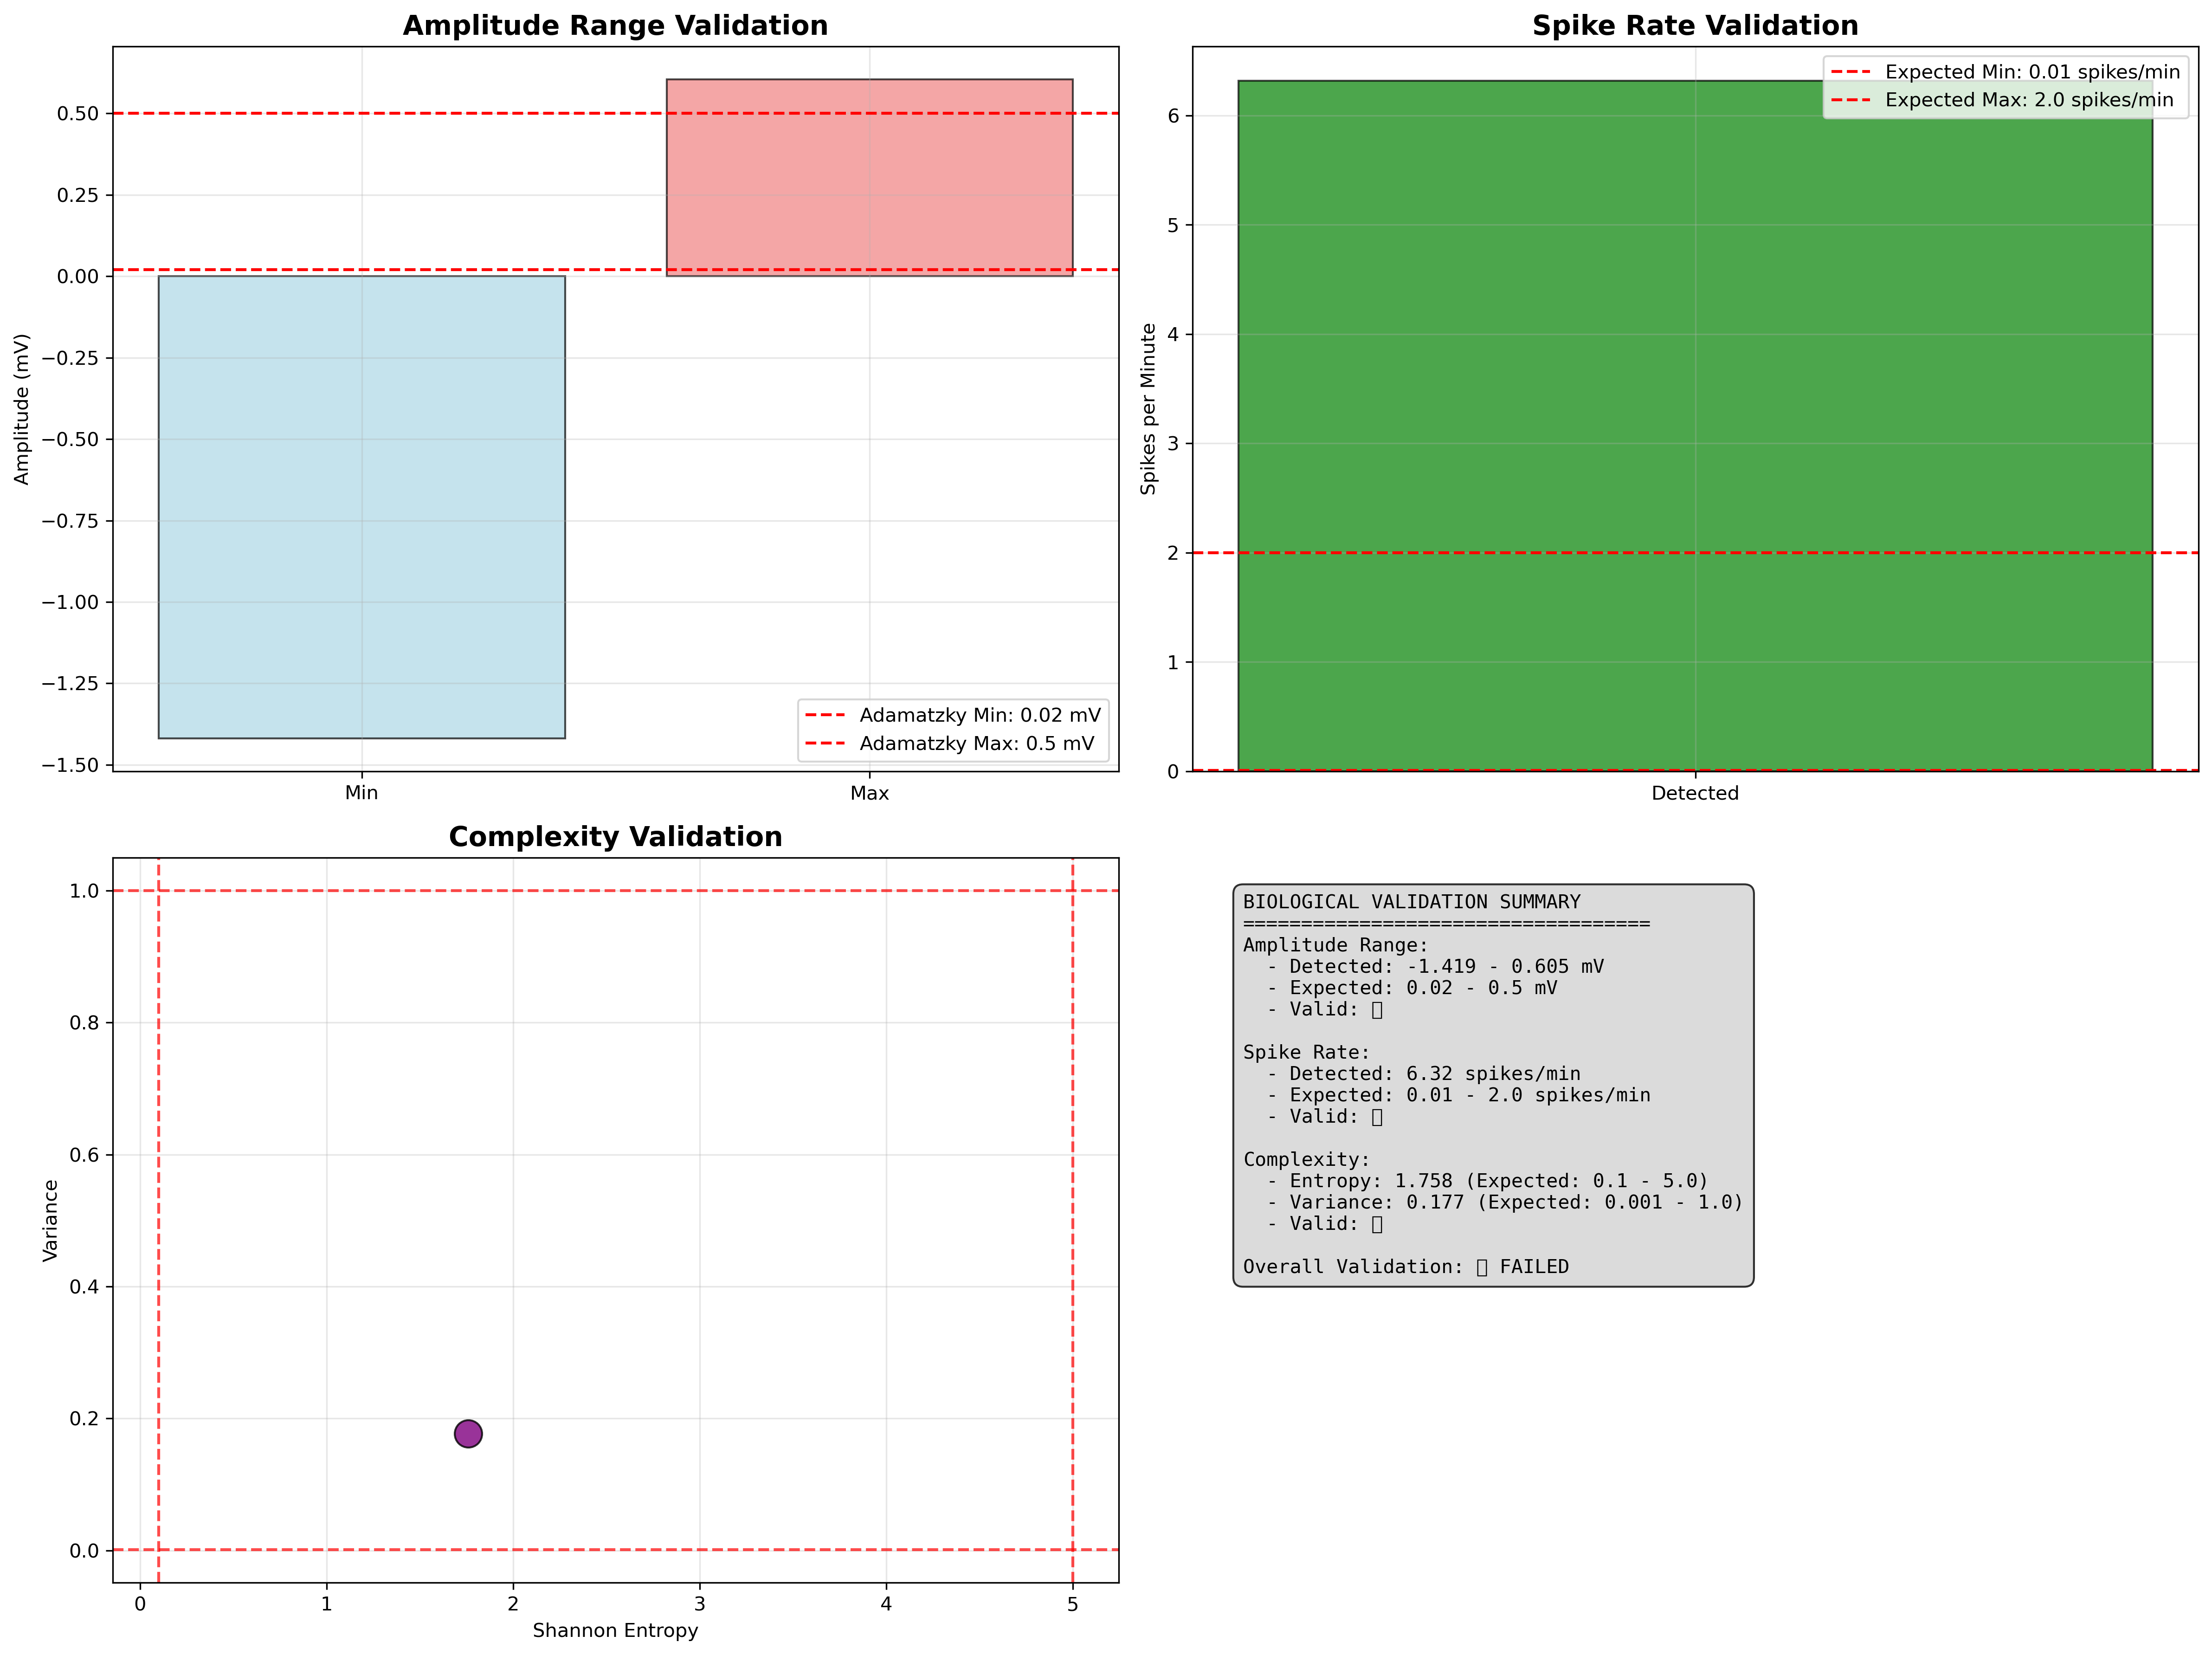 Amplitude Range Validation
Amplitude (mV)
0.50
0.25
0.00
−0.25
−0.50
−0.75
−1.00
−1.25
−1.50
Min
Max
Adamatzky Min: 0.02 mV
Adamatzky Max: 0.5 mV
Spike Rate Validation
Spikes per Minute
6
5
4
3
2
1
0
Detected
Expected Min: 0.01 spikes/min
Expected Max: 2.0 spikes/min
Complexity Validation
Variance
1.0
0.8
0.6
0.4
0.2
0.0
0
1
2
3
4
5
Shannon Entropy
BIOLOGICAL VALIDATION SUMMARY
===================================
Amplitude Range:
- Detected: -1.419 - 0.605 mV
- Expected: 0.02 - 0.5 mV
- Valid: ▯
Spike Rate:
- Detected: 6.32 spikes/min
- Expected: 0.01 - 2.0 spikes/min
- Valid: ▯
Complexity:
- Entropy: 1.758 (Expected: 0.1 - 5.0)
- Variance: 0.177 (Expected: 0.001 - 1.0)
- Valid: ▯
Overall Validation: ▯ FAILED